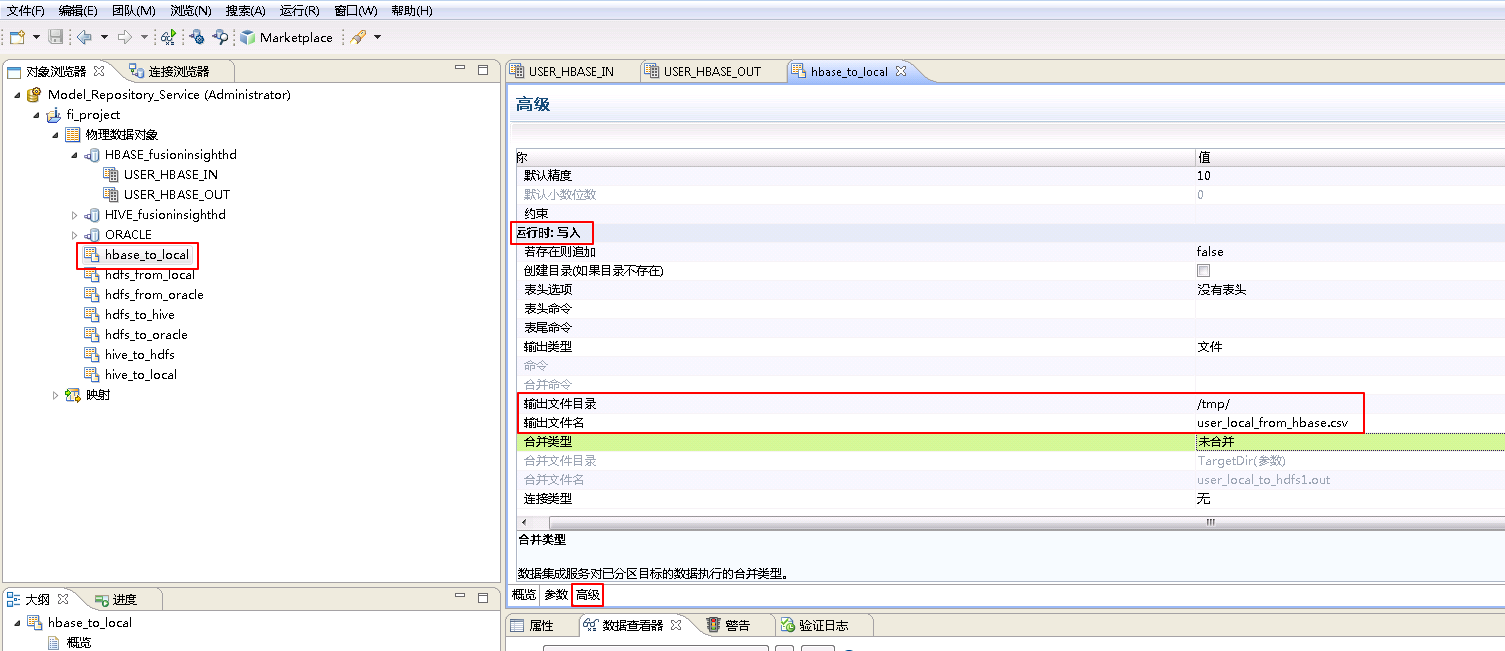 文件(F) 编辑(E) 团队(M) 浏览(N) 搜索(A) 运行(R) 窗口(W) 帮助(H)
Marketplace
对象浏览器 连接浏览器
Model_Repository_Service (Administrator)
fi_project
物理数据对象
HBASE_fusioninsighthd
USER_HBASE_IN
USER_HBASE_OUT
HIVE_fusioninsighthd
ORACLE
hbase_to_local
hdfs_from_local
hdfs_from_oracle
hdfs_to_hive
hdfs_to_oracle
hive_to_hdfs
hive_to_local
映射
大纲 进度
hbase_to_local
概览
USER_HBASE_IN USER_HBASE_OUT hbase_to_local
高级
值
默认精度 10
默认小数位数 0
约束
运行时: 写入
若存在则追加 false
创建目录(如果目录不存在)
表头选项 没有表头
表头命令
表尾命令
输出类型 文件
命令
合并命令
输出文件目录 /tmp/
输出文件名 user_local_from_hbase.csv
合并类型 未合并
合并文件目录 TargetDir(参数)
合并文件名 user_local_to_hdfs1.out
连接类型 无
合并类型
数据集成服务对已分区目标的数据执行的合并类型。
概览 参数 高级
属性 数据查看器 警告 验证日志